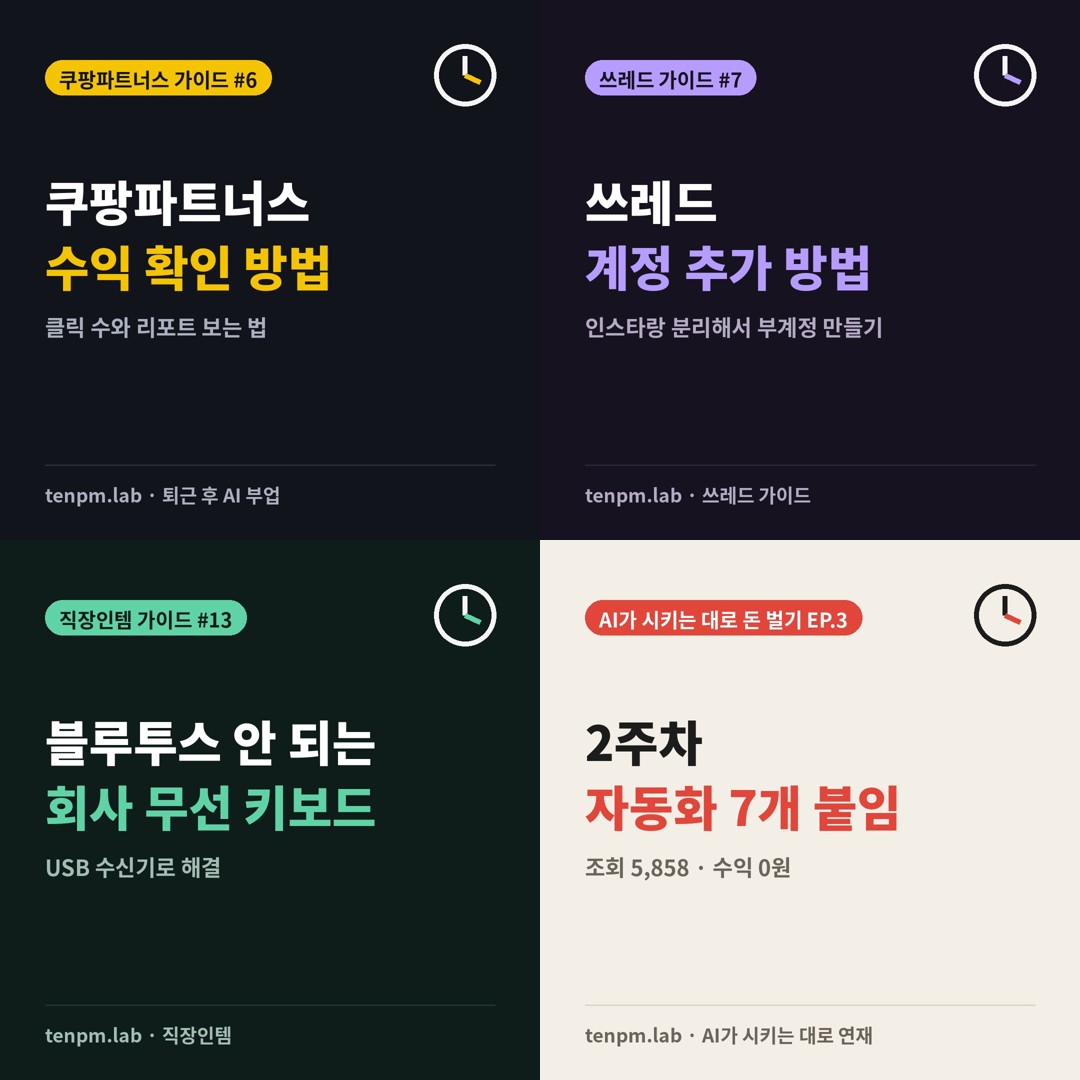 쿠팡파트너스 가이드 #6
쿠팡파트너스
수익 확인 방법
클릭 수와 리포트 보는 법
tenpm.lab · 퇴근 후 AI 부업
쓰레드 가이드 #7
쓰레드
계정 추가 방법
인스타랑 분리해서 부계정 만들기
tenpm.lab · 쓰레드 가이드
직장인템 가이드 #13
블루투스 안 되는
회사 무선 키보드
USB 수신기로 해결
tenpm.lab · 직장인템
AI가 시키는 대로 돈 벌기 EP.3
2주차
자동화 7개 붙임
조회 5,858 · 수익 0원
tenpm.lab · AI가 시키는 대로 연재